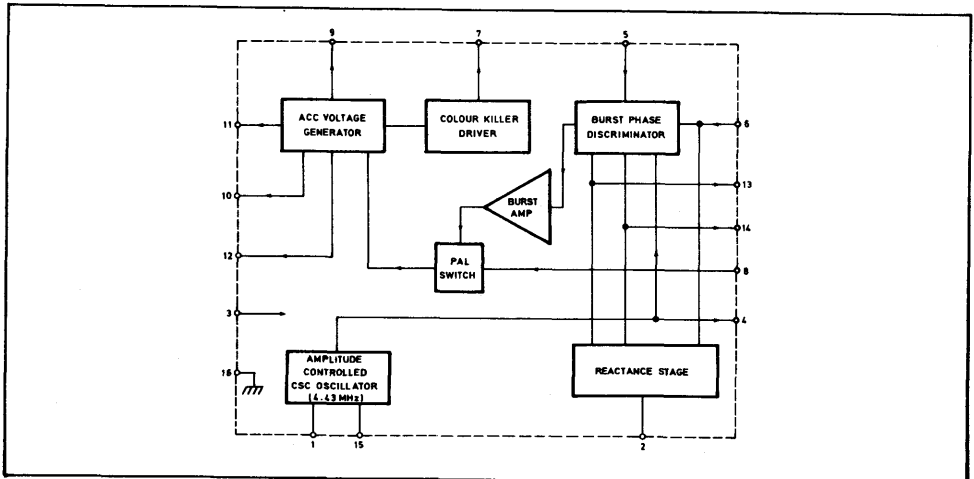 9
7
5
ACC VOLTAGE
GENERATOR
COLOUR KILLER
DRIVER
BURST PHASE
DISCRIMINATOR
11
6
13
10
BURST
AMP
14
12
PAL
SWITCH
8
3
4
16
AMPLITUDE
CONTROLLED
CSC OSCILLATOR
(4.43 MHz)
REACTANCE STAGE
1
15
2